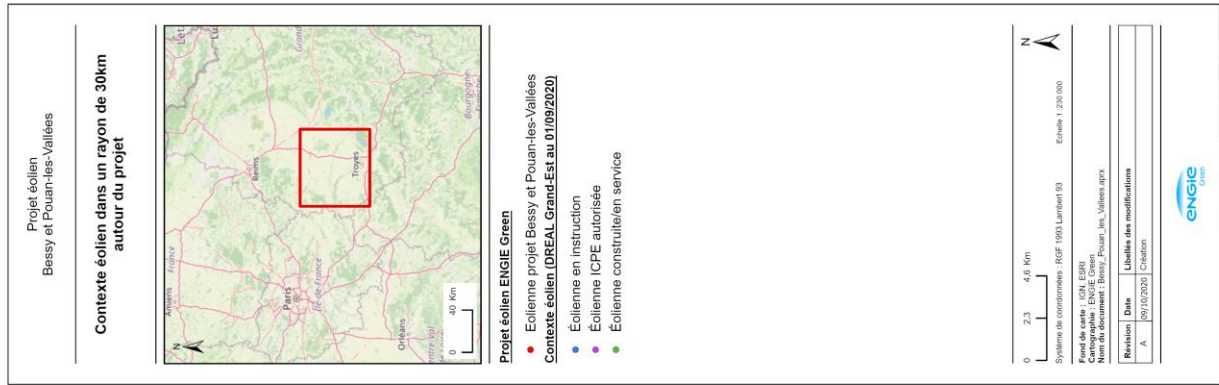 Projet éolien
Bessy et Pouan-les-Vallées
Contexte éolien dans un rayon de 30km
autour du projet
Amiens
France
Reims
Paris
Île-de-France
Troyes
Orléans
Grand
Bourgogne
Franche
entre-Val
Let
Lux
N
0 40 Km
Projet éolien ENGIE Green
Eolienne projet Bessy et Pouan-les-Vallées
Contexte éolien (DREAL Grand-Est au 01/09/2020)
Éolienne en instruction
Éolienne ICPE autorisée
Éolienne construite/en service
N
0 2,3 4,6 Km
Système de coordonnées : RGF 1993 Lambert 93 Echelle 1 :230 000
Fond de carte : IGN, ESRI
Cartographie : ENGIE Green
Nom du document : Bessy_Pouan_les_Vallees.aprx
Révision Date Libellés des modifications
A 09/10/2020 Création
ENGIE
Green